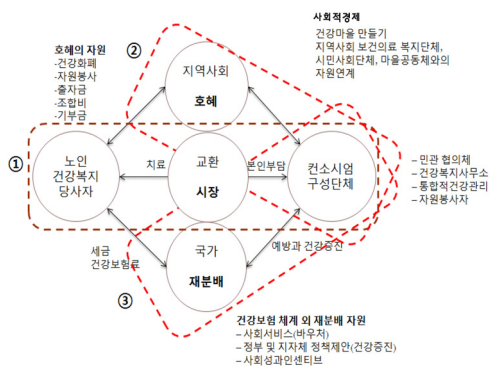 사회적경제
건강마을 만들기
지역사회 보건의료 복지단체,
시민사회단체, 마을공동체와의
자원연계
호혜의 자원
-건강화폐
-자원봉사
-출자금
-조합비
-기부금
②
지역사회
호혜
①
노인
건강복지
당사자
치료
교환
시장
본인부담
컨소시엄
구성단체
– 민관 협의체
– 건강복지사무소
– 통합적건강관리
– 자원봉사자
세금
건강보험료
국가
재분배
예방과 건강증진
③
건강보험 체계 외 재분배 자원
– 사회서비스(바우처)
– 정부 및 지자체 정책제안(건강증진)
– 사회성과인센티브